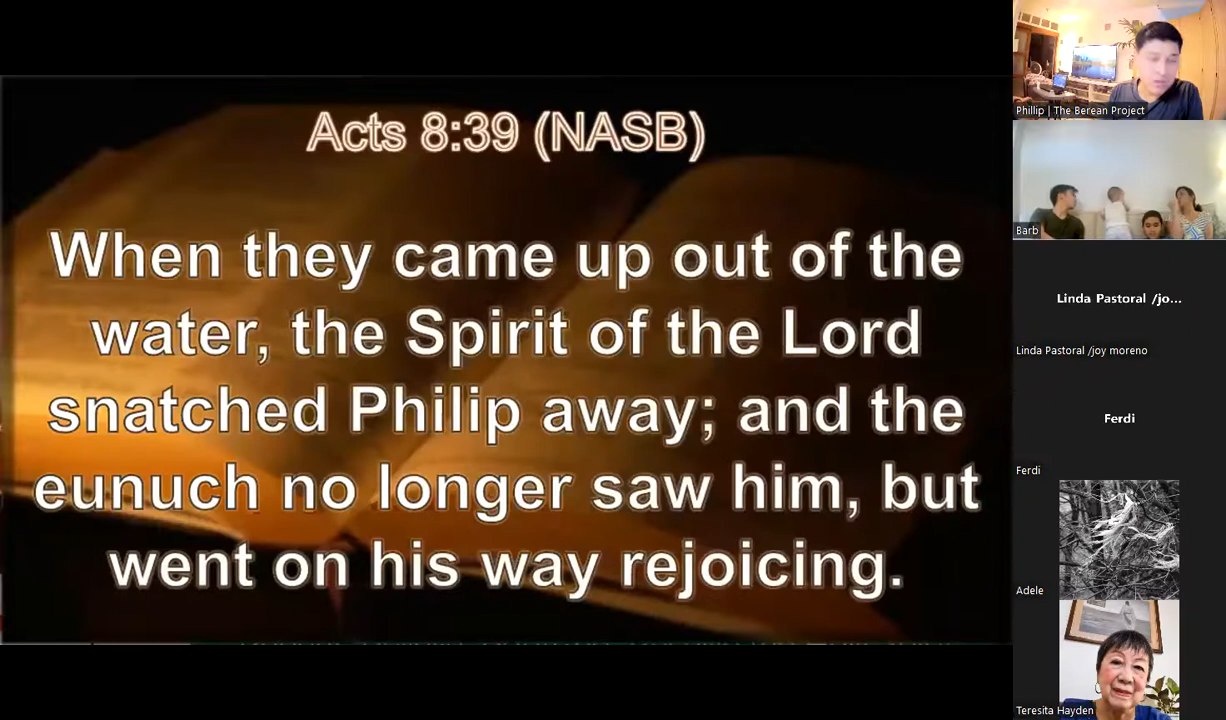 Acts 8:39 (NASB)
When they came up out of the
water, the Spirit of the Lord
snatched Philip away; and the
eunuch no longer saw him, but
went on his way rejoicing.
Phillip | The Berean Project
Barb
Linda Pastoral /jo...
Linda Pastoral /joy moreno
Ferdi
Ferdi
Adele
Teresita Hayden